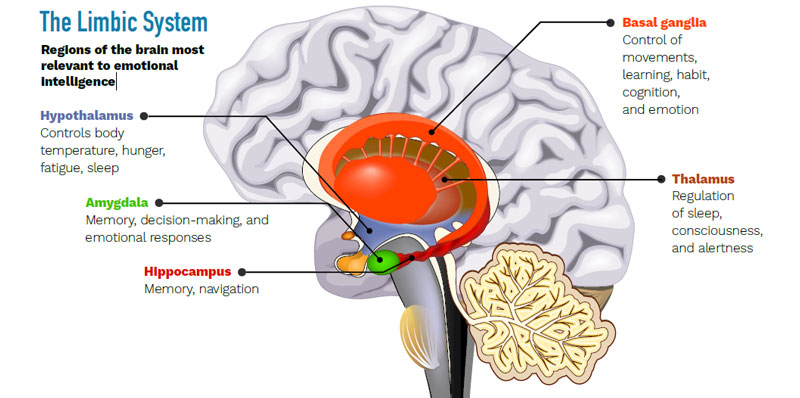 The Limbic System
Regions of the brain most
relevant to emotional
intelligence
Hypothalamus
Controls body
temperature, hunger,
fatigue, sleep
Amygdala
Memory, decision-making, and
emotional responses
Hippocampus
Memory, navigation
Basal ganglia
Control of
movements,
learning, habit,
cognition,
and emotion
Thalamus
Regulation
of sleep,
consciousness,
and alertness